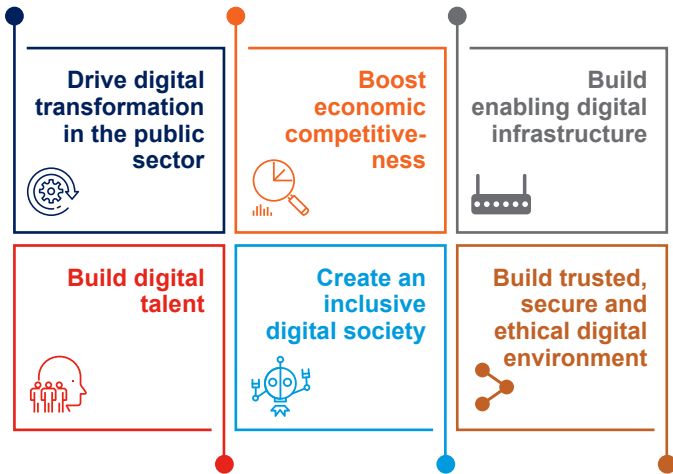 Drive digital
transformation
in the public
sector
Boost
economic
competitive-
ness
Build
enabling digital
infrastructure
Build digital
talent
Create an
inclusive
digital society
Build trusted,
secure and
ethical digital
environment